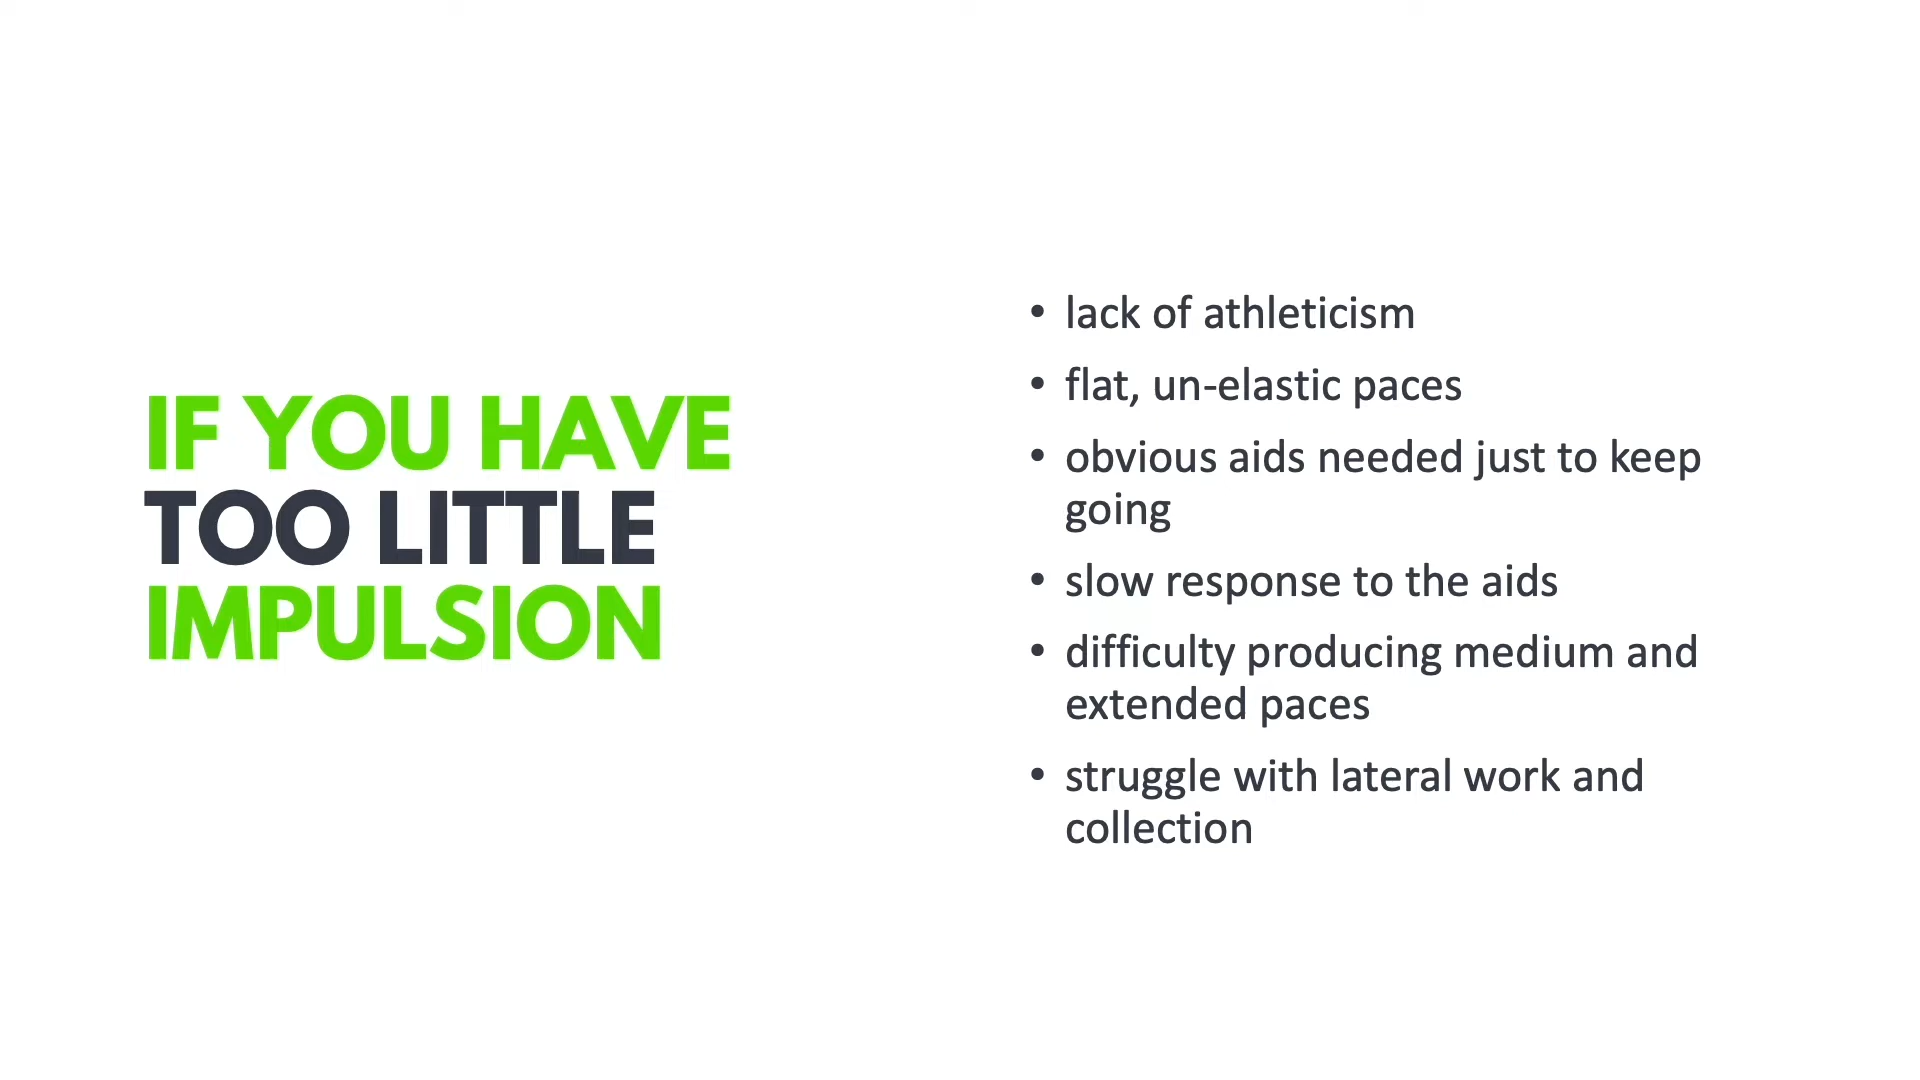 IF YOU HAVE
TOO LITTLE
IMPULSION
• lack of athleticism
• flat, un-elastic paces
• obvious aids needed just to keep
going
• slow response to the aids
• difficulty producing medium and
extended paces
• struggle with lateral work and
collection